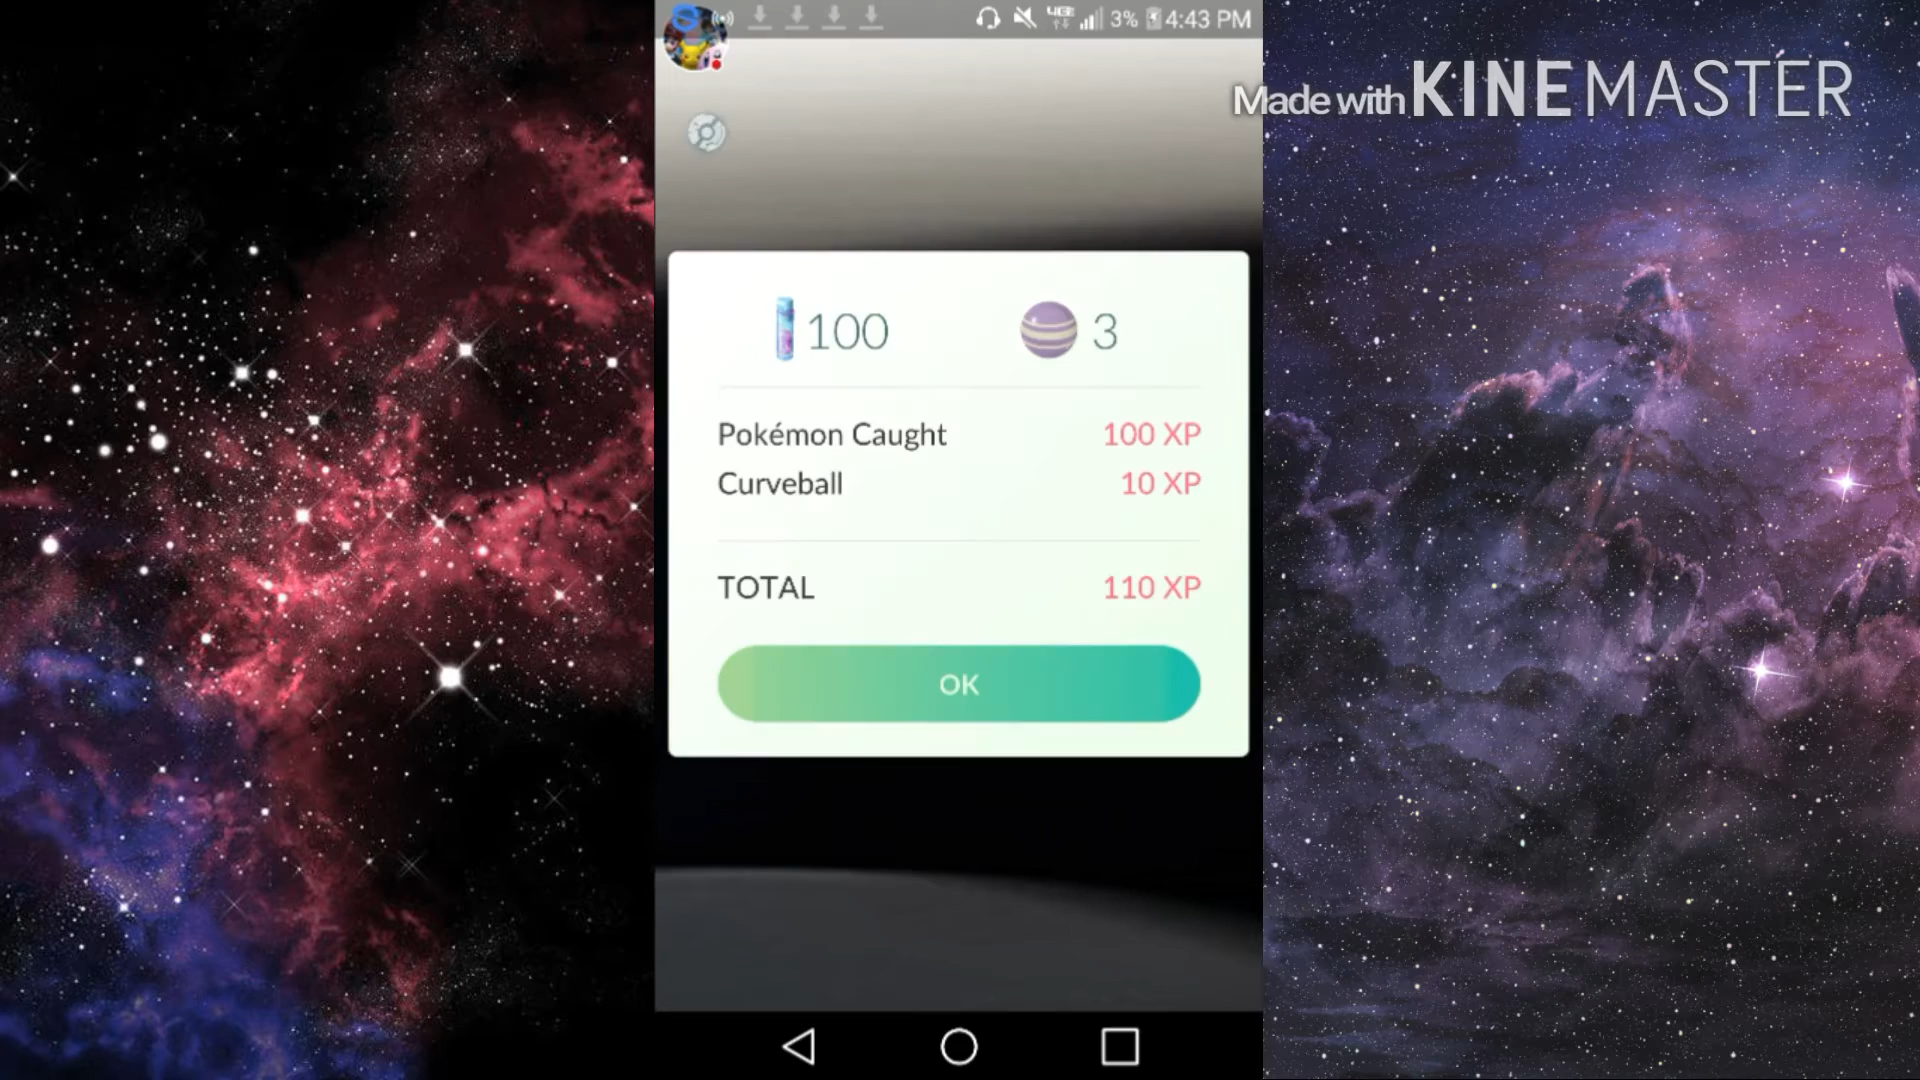 4GE 3% 4:43 PM
Made with KINEMASTER
100 3
Pokémon Caught 100 XP
Curveball 10 XP
TOTAL 110 XP
OK